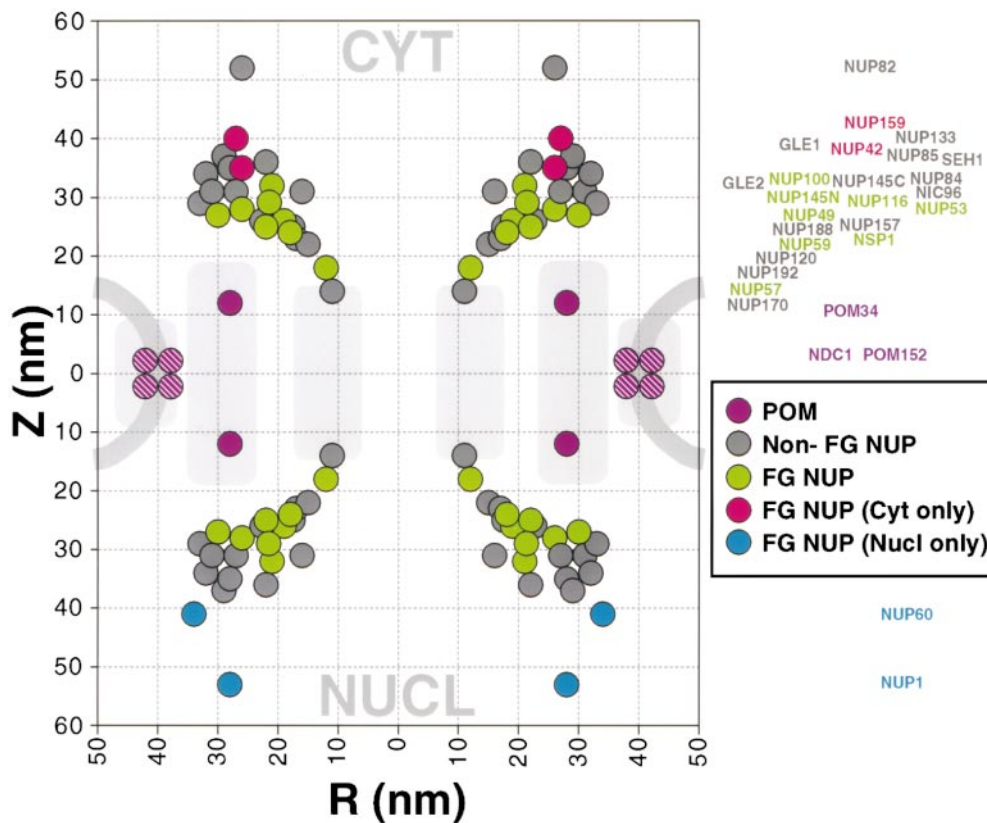 60
CYT
50
NUP82
40
NUP159
GLE1
NUP133
NUP42
NUP85
SEH1
30
GLE2
NUP100
NUP145C
NUP84
NIC96
NUP145N
NUP116
NUP53
NUP49
NUP157
NUP188
NSP1
NUP59
20
NUP120
NUP192
NUP57
NUP170
10
POM34
NDC1 POM152
0
Z (nm)
POM
Non- FG NUP
FG NUP
FG NUP (Cyt only)
FG NUP (Nucl only)
10
20
30
40
NUP60
50
NUCL
NUP1
60
50 40 30 20 10 0 10 20 30 40 50
R (nm)